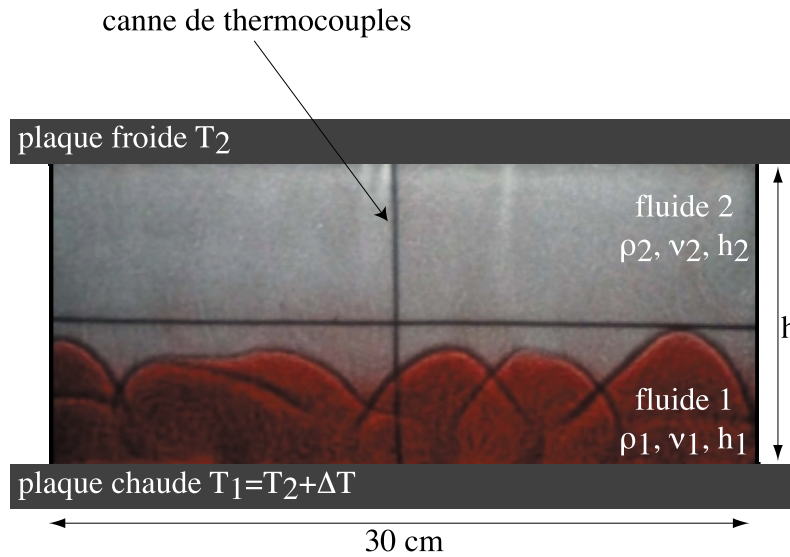 canne de thermocouples
plaque froide T2
fluide 2
ρ2, ν2, h2
h
fluide 1
ρ1, ν1, h1
plaque chaude T1=T2+ΔT
30 cm